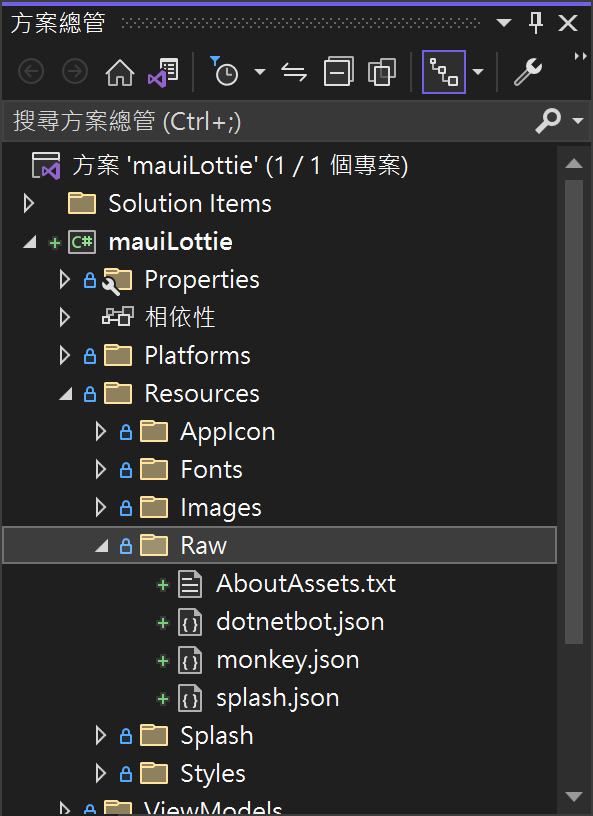 方案總管
搜尋方案總管 (Ctrl+;)
方案 'mauiLottie' (1 / 1 個專案)
Solution Items
C# mauiLottie
Properties
相依性
Platforms
Resources
AppIcon
Fonts
Images
Raw
AboutAssets.txt
dotnetbot.json
monkey.json
splash.json
Splash
Styles
ViewModels